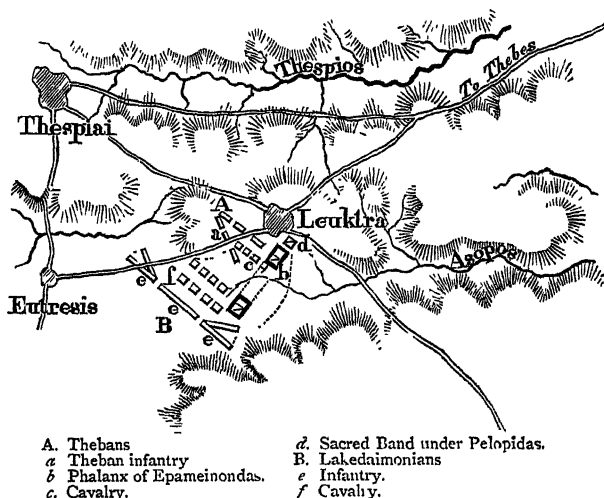 Thespios
To Thebes
Thespiai
A
Leuktra
a
d
c
b
Asopos
f
e
Eutresis
e
B
e
A. Thebans
a Theban infantry
b Phalanx of Epameinondas.
c. Cavalry.
d. Sacred Band under Pelopidas.
B. Lakedaimonians
e Infantry.
f Cavalry.